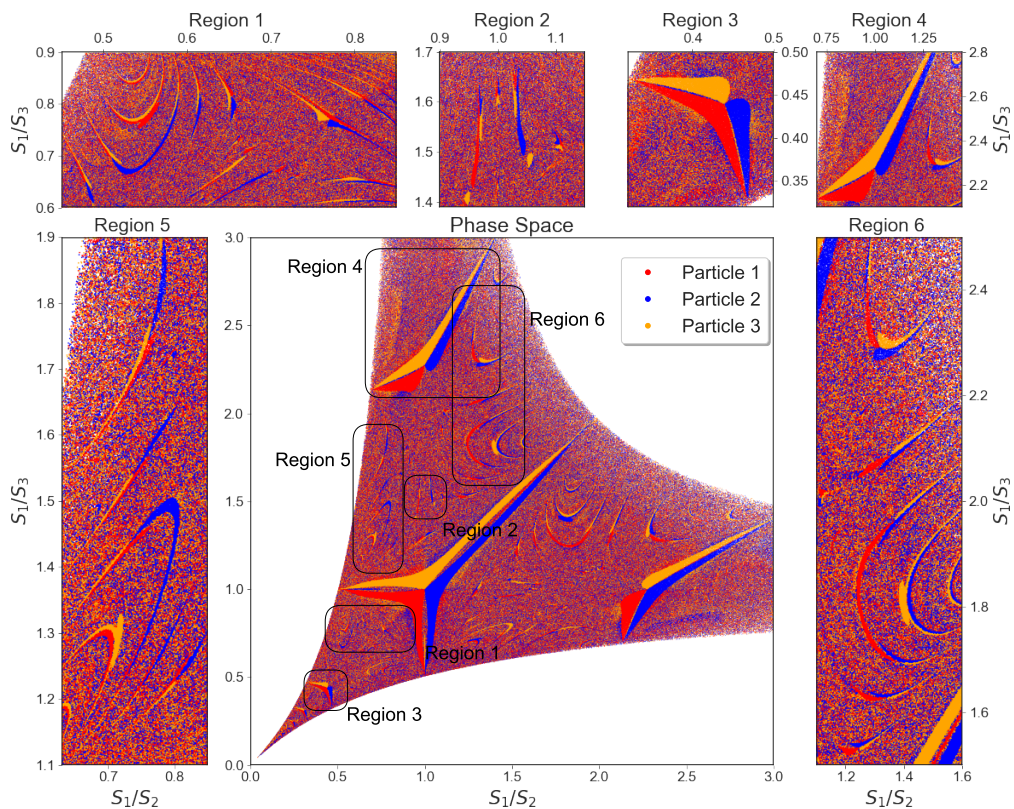 Region 1
Region 2
Region 3
Region 4
0.5 0.6 0.7 0.8
0.9 1.0 1.1
0.4 0.5
0.75 1.00 1.25
0.9
0.8
0.7
0.6
S1/S3
1.7
1.6
1.5
1.4
0.50
0.45
0.40
0.35
2.8
2.6
2.4
2.2
S1/S3
Region 5
Phase Space
Region 6
1.9
1.8
1.7
1.6
1.5
1.4
1.3
1.2
1.1
S1/S3
0.7 0.8
S1/S2
3.0
2.5
2.0
1.5
1.0
0.5
0.0
Region 4
Region 6
Region 5
Region 2
Region 1
Region 3
Particle 1
Particle 2
Particle 3
0.0 0.5 1.0 1.5 2.0 2.5 3.0
S1/S2
2.4
2.2
2.0
1.8
1.6
S1/S3
1.2 1.4 1.6
S1/S2